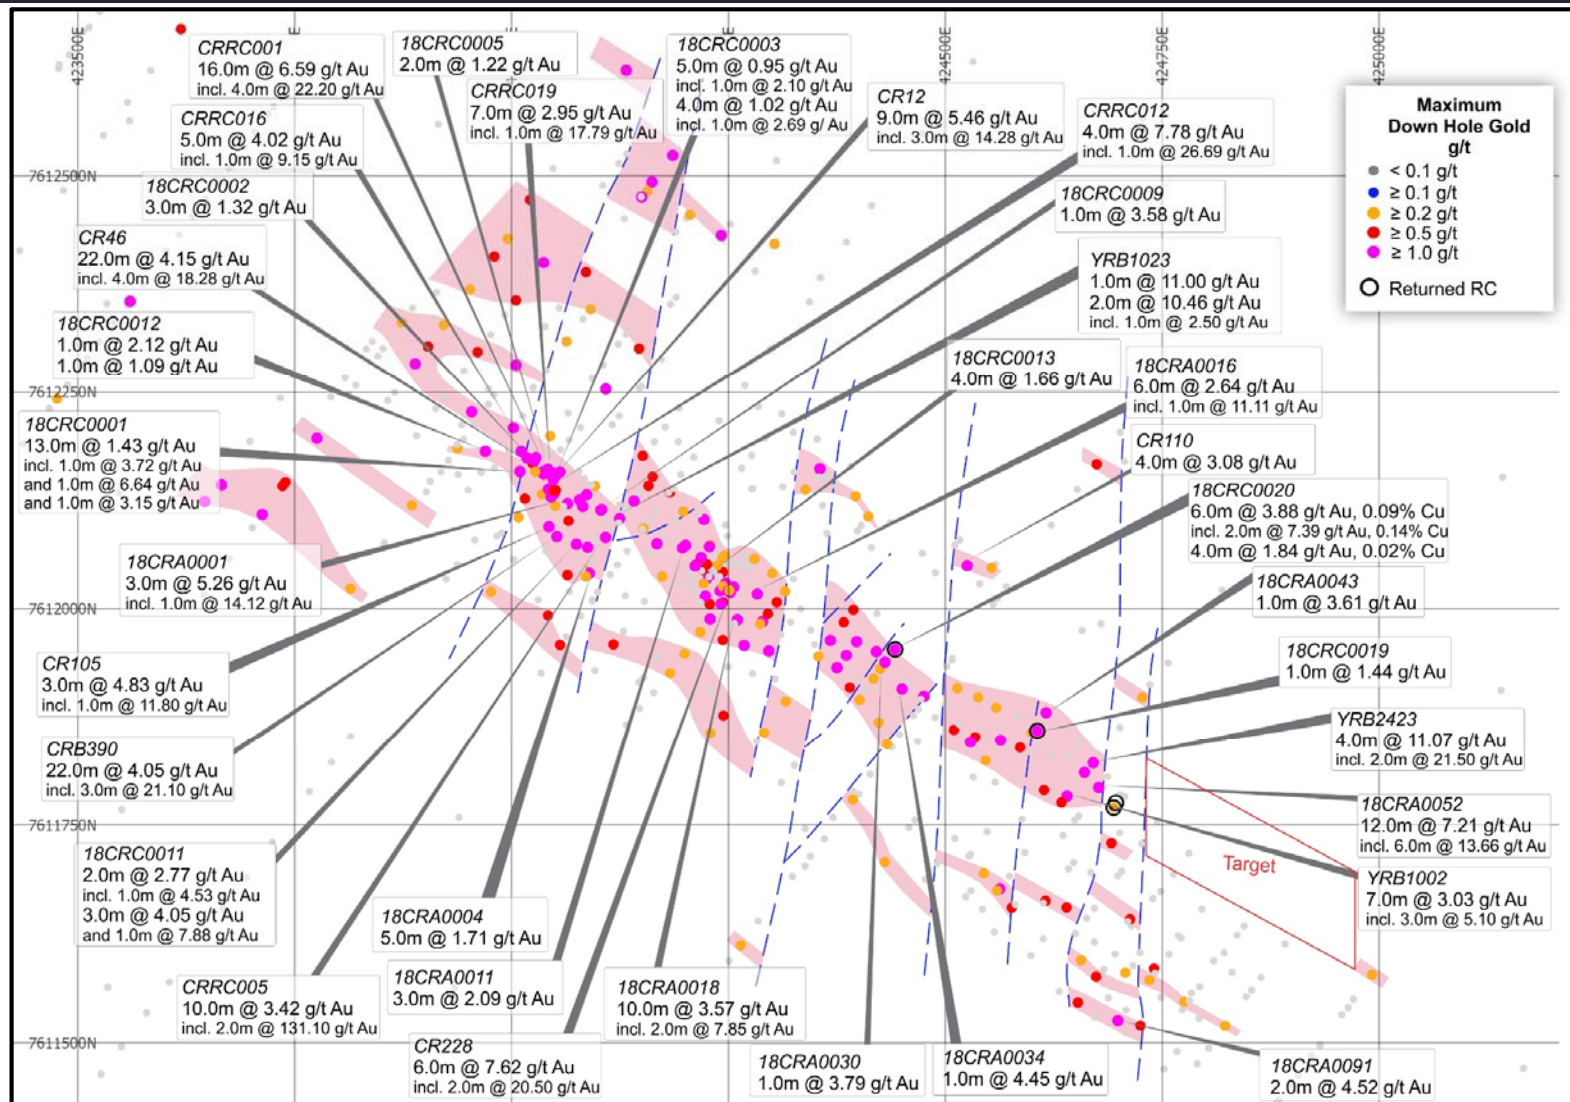 423500E
424500E
424750E
425000E
7612500N
7612250N
7612000N
7611750N
7611500N
CRRC001
16.0m @ 6.59 g/t Au
incl. 4.0m @ 22.20 g/t Au
18CRC0005
2.0m @ 1.22 g/t Au
CRRC019
7.0m @ 2.95 g/t Au
incl. 1.0m @ 17.79 g/t Au
18CRC0003
5.0m @ 0.95 g/t Au
incl. 1.0m @ 2.10 g/t Au
4.0m @ 1.02 g/t Au
incl. 1.0m @ 2.69 g/ Au
CR12
9.0m @ 5.46 g/t Au
incl. 3.0m @ 14.28 g/t Au
CRRC012
4.0m @ 7.78 g/t Au
incl. 1.0m @ 26.69 g/t Au
Maximum
Down Hole Gold
g/t
< 0.1 g/t
≥ 0.1 g/t
≥ 0.2 g/t
≥ 0.5 g/t
≥ 1.0 g/t
Returned RC
CRRC016
5.0m @ 4.02 g/t Au
incl. 1.0m @ 9.15 g/t Au
18CRC0002
3.0m @ 1.32 g/t Au
18CRC0009
1.0m @ 3.58 g/t Au
CR46
22.0m @ 4.15 g/t Au
incl. 4.0m @ 18.28 g/t Au
YRB1023
1.0m @ 11.00 g/t Au
2.0m @ 10.46 g/t Au
incl. 1.0m @ 2.50 g/t Au
18CRC0012
1.0m @ 2.12 g/t Au
1.0m @ 1.09 g/t Au
18CRC0013
4.0m @ 1.66 g/t Au
18CRA0016
6.0m @ 2.64 g/t Au
incl. 1.0m @ 11.11 g/t Au
18CRC0001
13.0m @ 1.43 g/t Au
incl. 1.0m @ 3.72 g/t Au
and 1.0m @ 6.64 g/t Au
and 1.0m @ 3.15 g/t Au
CR110
4.0m @ 3.08 g/t Au
18CRC0020
6.0m @ 3.88 g/t Au, 0.09% Cu
incl. 2.0m @ 7.39 g/t Au, 0.14% Cu
4.0m @ 1.84 g/t Au, 0.02% Cu
18CRA0001
3.0m @ 5.26 g/t Au
incl. 1.0m @ 14.12 g/t Au
18CRA0043
1.0m @ 3.61 g/t Au
CR105
3.0m @ 4.83 g/t Au
incl. 1.0m @ 11.80 g/t Au
18CRC0019
1.0m @ 1.44 g/t Au
CRB390
22.0m @ 4.05 g/t Au
incl. 3.0m @ 21.10 g/t Au
YRB2423
4.0m @ 11.07 g/t Au
incl. 2.0m @ 21.50 g/t Au
18CRA0052
12.0m @ 7.21 g/t Au
incl. 6.0m @ 13.66 g/t Au
Target
18CRC0011
2.0m @ 2.77 g/t Au
incl. 1.0m @ 4.53 g/t Au
3.0m @ 4.05 g/t Au
and 1.0m @ 7.88 g/t Au
YRB1002
7.0m @ 3.03 g/t Au
incl. 3.0m @ 5.10 g/t Au
18CRA0004
5.0m @ 1.71 g/t Au
18CRA0011
3.0m @ 2.09 g/t Au
CRRC005
10.0m @ 3.42 g/t Au
incl. 2.0m @ 131.10 g/t Au
18CRA0018
10.0m @ 3.57 g/t Au
incl. 2.0m @ 7.85 g/t Au
CR228
6.0m @ 7.62 g/t Au
incl. 2.0m @ 20.50 g/t Au
18CRA0030
1.0m @ 3.79 g/t Au
18CRA0034
1.0m @ 4.45 g/t Au
18CRA0091
2.0m @ 4.52 g/t Au